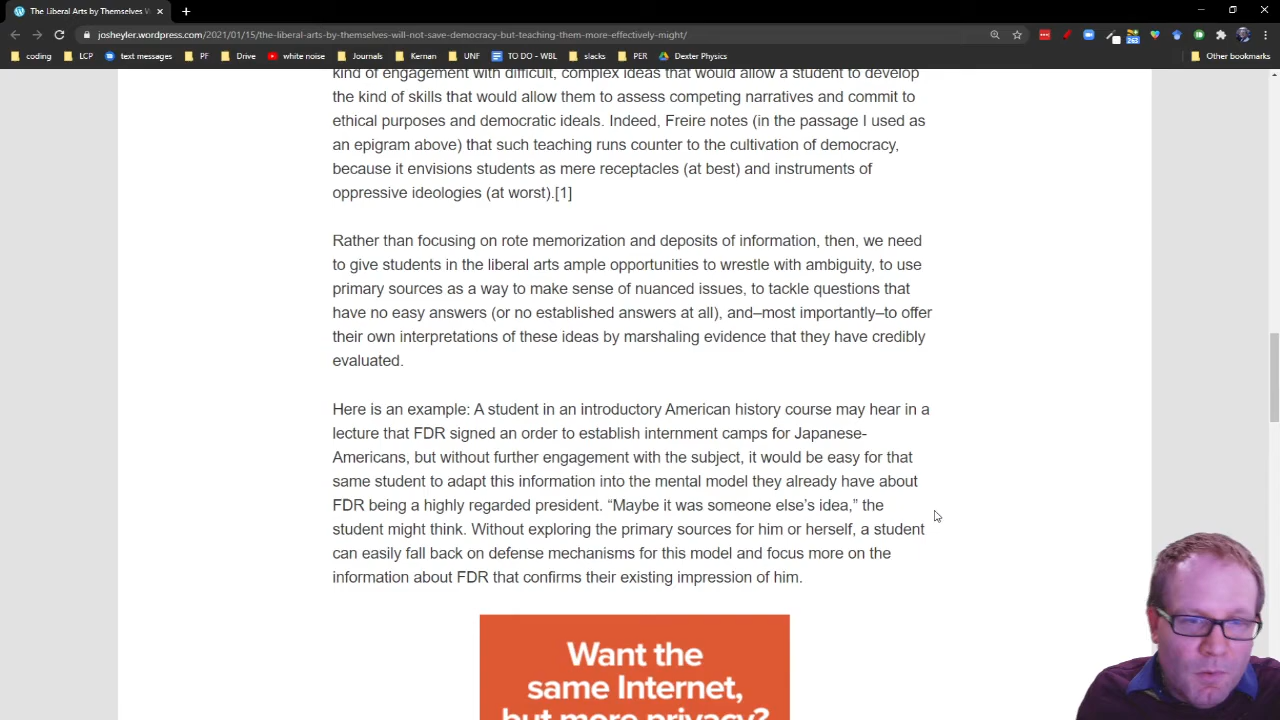 The Liberal Arts by Themselves W
josheyler.wordpress.com/2021/01/15/the-liberal-arts-by-themselves-will-not-save-democracy-but-teaching-them-more-effectively-might/
263
coding LCP text messages PF Drive white noise Journals Kernan UNF TO DO - WBL slacks PER Dexter Physics Other bookmarks
kind of engagement with difficult, complex ideas that would allow a student to develop
the kind of skills that would allow them to assess competing narratives and commit to
ethical purposes and democratic ideals. Indeed, Freire notes (in the passage I used as
an epigram above) that such teaching runs counter to the cultivation of democracy,
because it envisions students as mere receptacles (at best) and instruments of
oppressive ideologies (at worst).[1]
Rather than focusing on rote memorization and deposits of information, then, we need
to give students in the liberal arts ample opportunities to wrestle with ambiguity, to use
primary sources as a way to make sense of nuanced issues, to tackle questions that
have no easy answers (or no established answers at all), and–most importantly–to offer
their own interpretations of these ideas by marshaling evidence that they have credibly
evaluated.
Here is an example: A student in an introductory American history course may hear in a
lecture that FDR signed an order to establish internment camps for Japanese-
Americans, but without further engagement with the subject, it would be easy for that
same student to adapt this information into the mental model they already have about
FDR being a highly regarded president. “Maybe it was someone else’s idea,” the
student might think. Without exploring the primary sources for him or herself, a student
can easily fall back on defense mechanisms for this model and focus more on the
information about FDR that confirms their existing impression of him.
Want the
same Internet,
but more privacy?